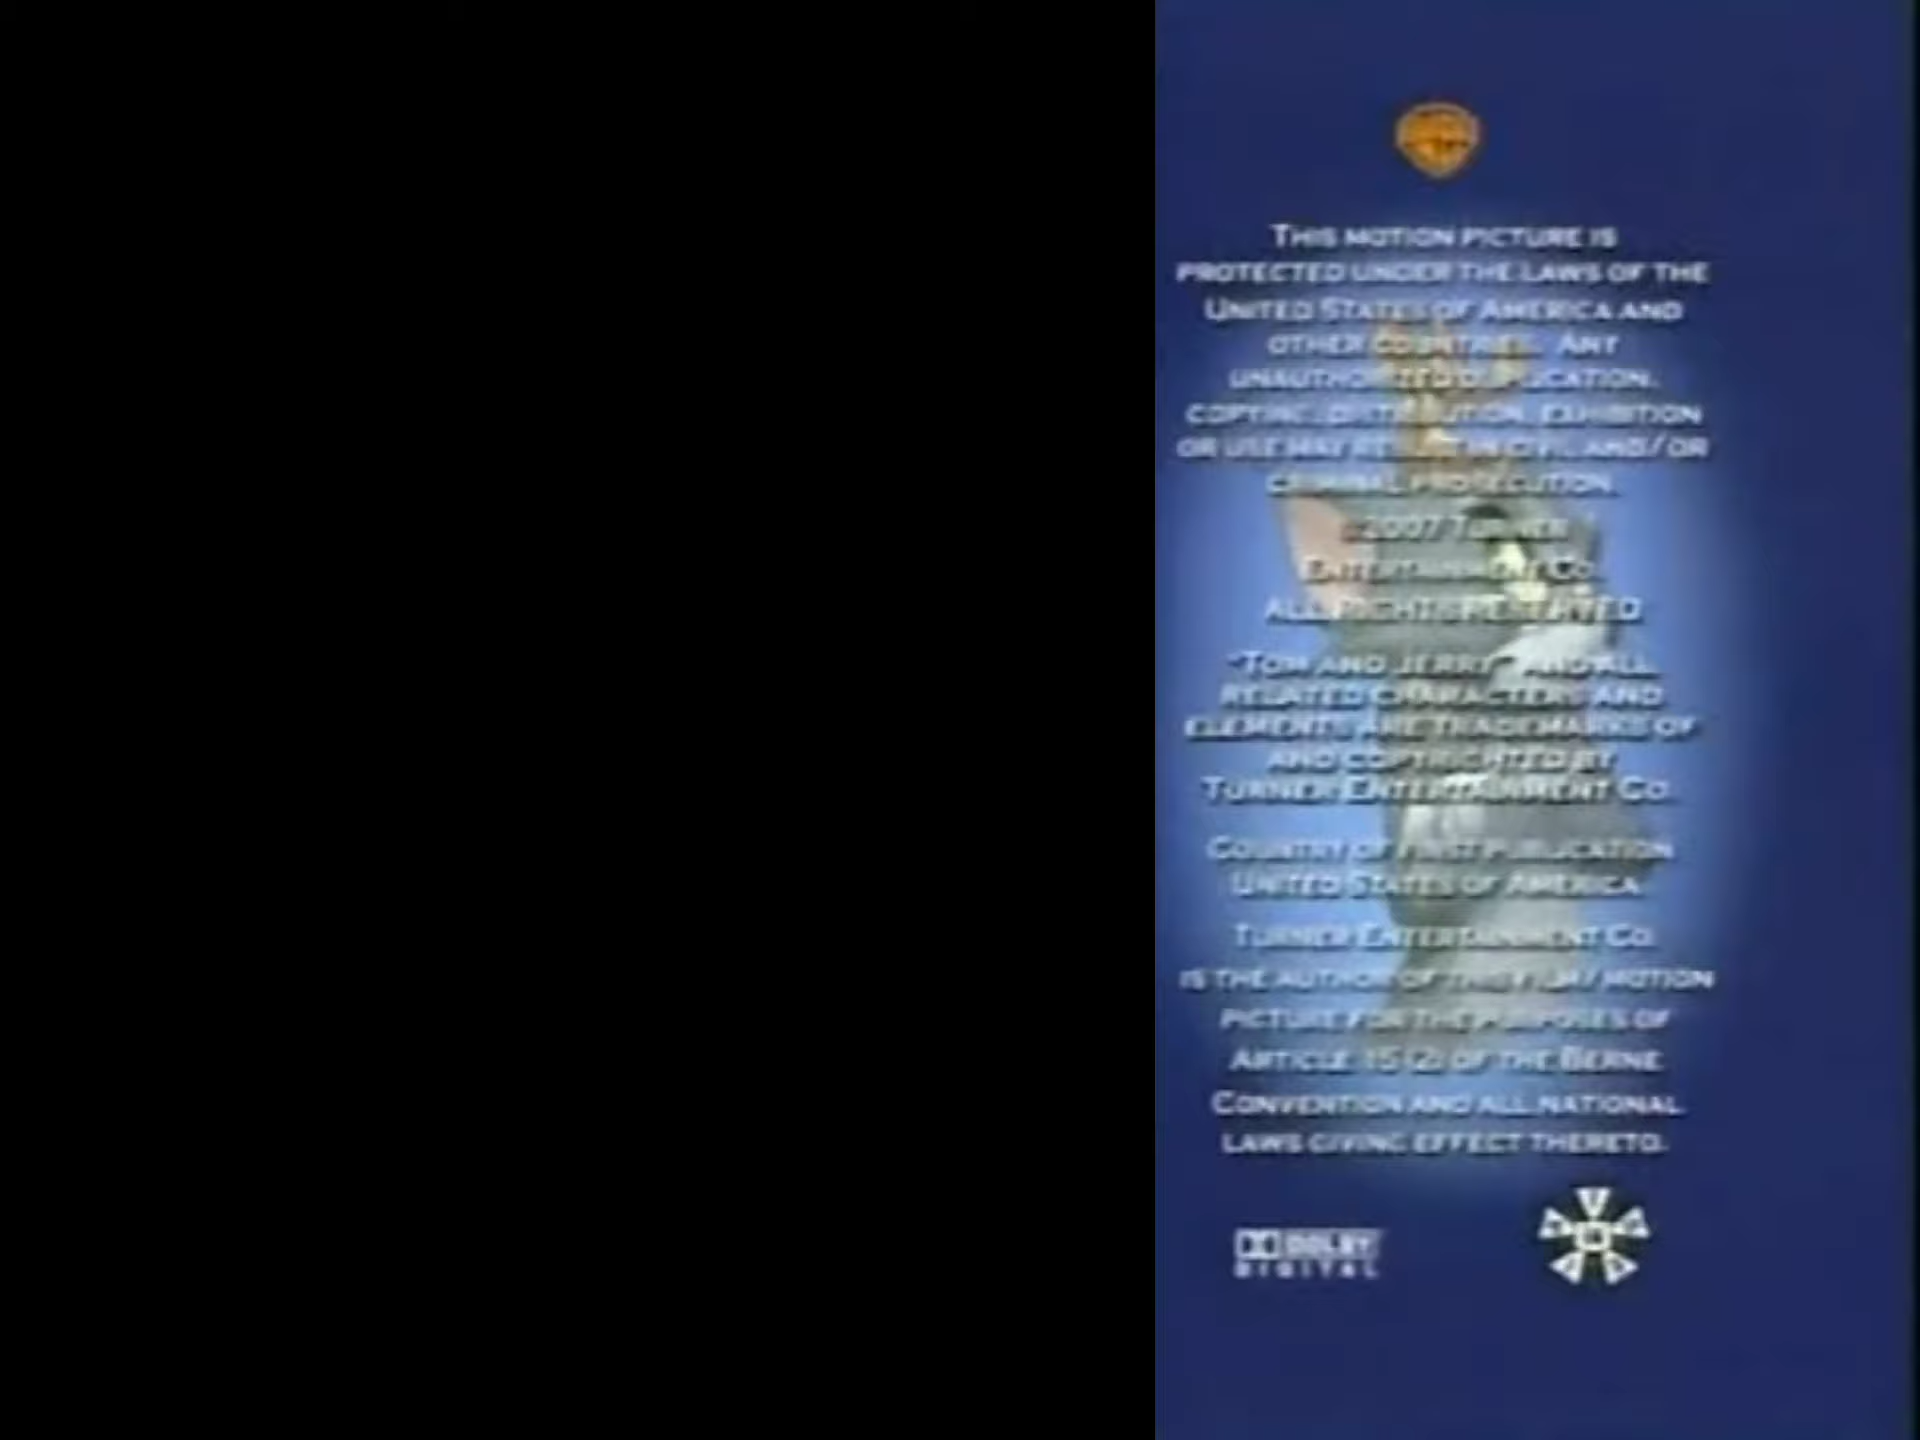 THIS MOTION PICTURE IS
PROTECTED UNDER THE LAWS OF THE
UNITED STATES OF AMERICA AND
OTHER COUNTRIES. ANY
UNAUTHORIZED DUPLICATION,
COPYING, DISTRIBUTION, EXHIBITION
OR USE MAY RESULT IN CIVIL AND/OR
CRIMINAL PROSECUTION.
©2007 TURNER
ENTERTAINMENT CO.
ALL RIGHTS RESERVED
"TOM AND JERRY" AND ALL
RELATED CHARACTERS AND
ELEMENTS ARE TRADEMARKS OF
AND COPYRIGHTED BY
TURNER ENTERTAINMENT CO.
COUNTRY OF FIRST PUBLICATION
UNITED STATES OF AMERICA
TURNER ENTERTAINMENT CO.
IS THE AUTHOR OF THIS FILM/MOTION
PICTURE FOR THE PURPOSES OF
ARTICLE 15 (2) OF THE BERNE
CONVENTION AND ALL NATIONAL
LAWS GIVING EFFECT THERETO.
DOLBY
DIGITAL